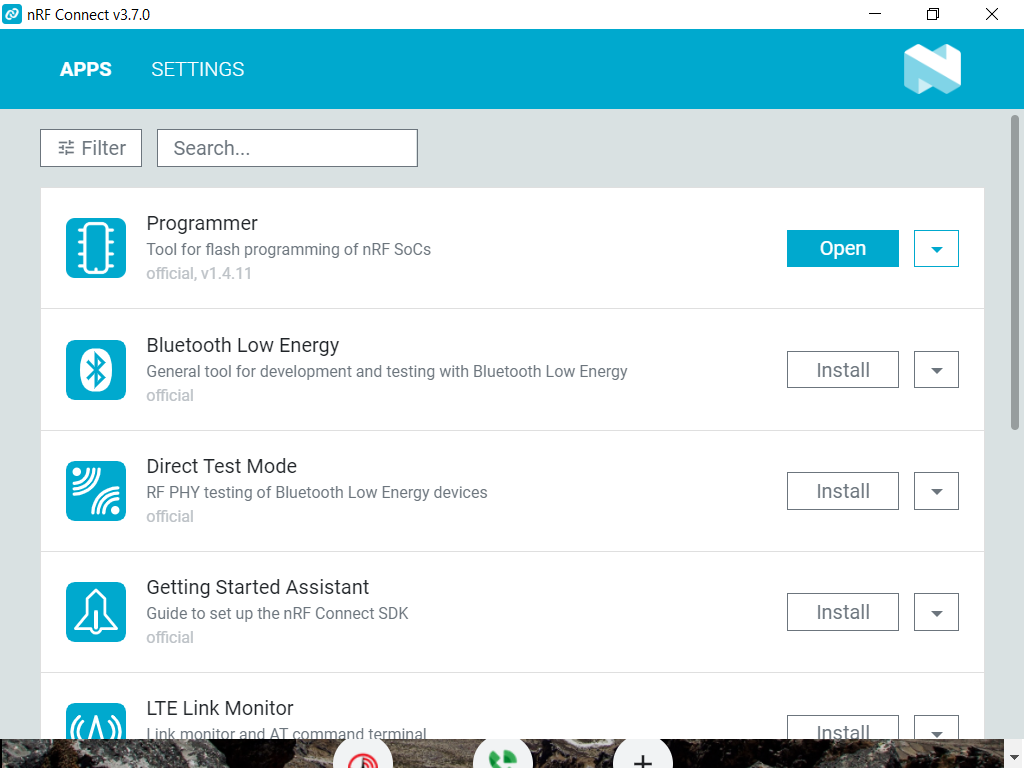 nRF Connect v3.7.0
APPS
SETTINGS
Filter
Search...
Programmer
Tool for flash programming of nRF SoCs
official, v1.4.11
Open
Bluetooth Low Energy
General tool for development and testing with Bluetooth Low Energy
official
Install
Direct Test Mode
RF PHY testing of Bluetooth Low Energy devices
official
Install
Getting Started Assistant
Guide to set up the nRF Connect SDK
official
Install
LTE Link Monitor
Link monitor and AT command terminal
Install